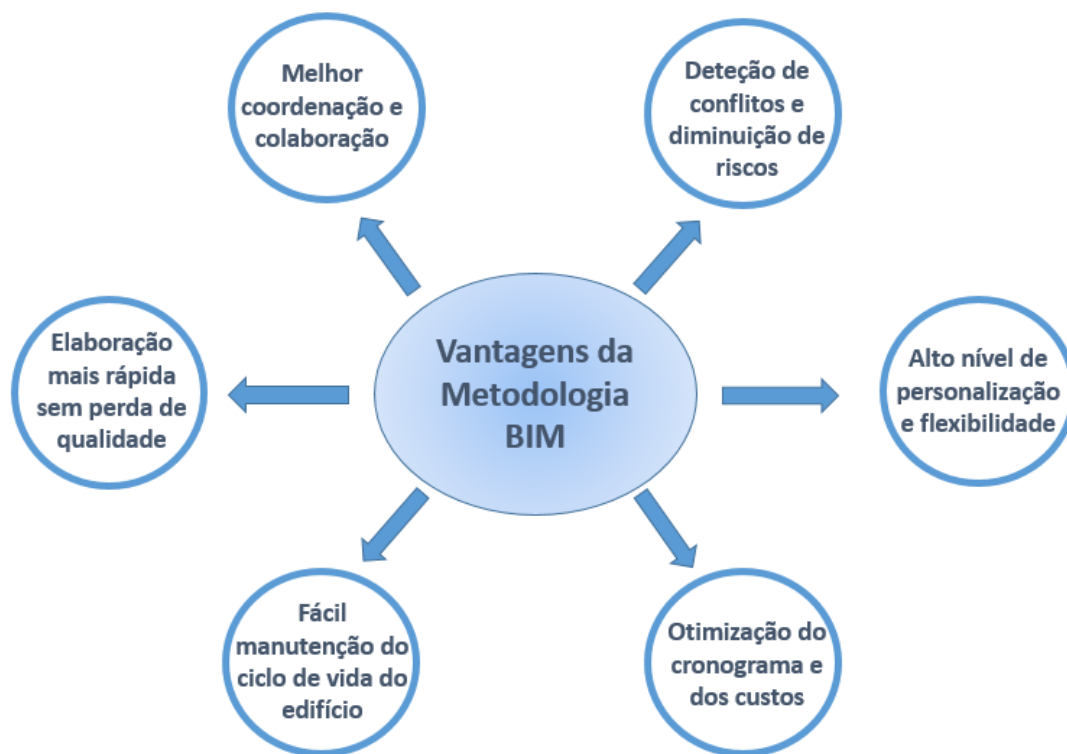 Melhor
coordenação e
colaboração
Deteção de
conflitos e
diminuição de
riscos
Elaboração
mais rápida
sem perda de
qualidade
Vantagens da
Metodologia
BIM
Alto nível de
personalização
e flexibilidade
Fácil
manutenção do
ciclo de vida do
edifício
Otimização do
cronograma e
dos custos